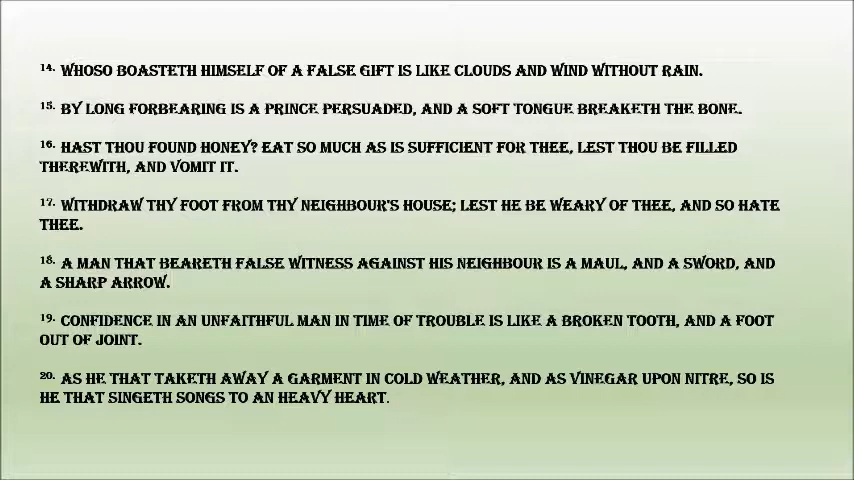 14. WHOSO BOASTETH HIMSELF OF A FALSE GIFT IS LIKE CLOUDS AND WIND WITHOUT RAIN.
15. BY LONG FORBEARING IS A PRINCE PERSUADED, AND A SOFT TONGUE BREAKETH THE BONE.
16. HAST THOU FOUND HONEY? EAT SO MUCH AS IS SUFFICIENT FOR THEE, LEST THOU BE FILLED
THEREWITH, AND VOMIT IT.
17. WITHDRAW THY FOOT FROM THY NEIGHBOUR'S HOUSE; LEST HE BE WEARY OF THEE, AND SO HATE
THEE.
18. A MAN THAT BEARETH FALSE WITNESS AGAINST HIS NEIGHBOUR IS A MAUL, AND A SWORD, AND
A SHARP ARROW.
19. CONFIDENCE IN AN UNFAITHFUL MAN IN TIME OF TROUBLE IS LIKE A BROKEN TOOTH, AND A FOOT
OUT OF JOINT.
20. AS HE THAT TAKETH AWAY A GARMENT IN COLD WEATHER, AND AS VINEGAR UPON NITRE, SO IS
HE THAT SINGETH SONGS TO AN HEAVY HEART.